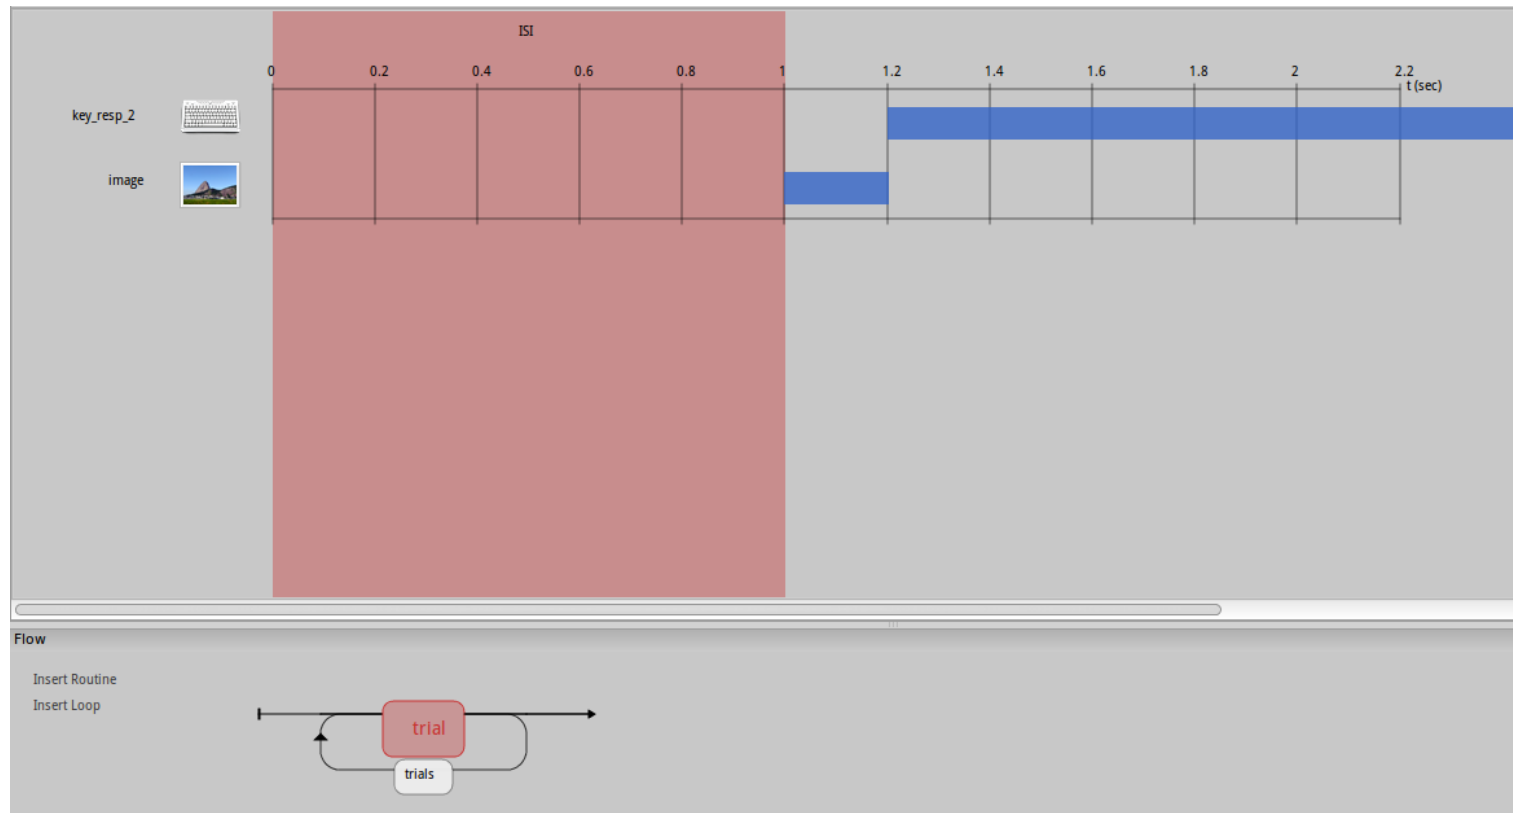 ISI
0 0.2 0.4 0.6 0.8 1 1.2 1.4 1.6 1.8 2 2.2
t (sec)
key_resp_2
image
Flow
Insert Routine
Insert Loop
trial
trials